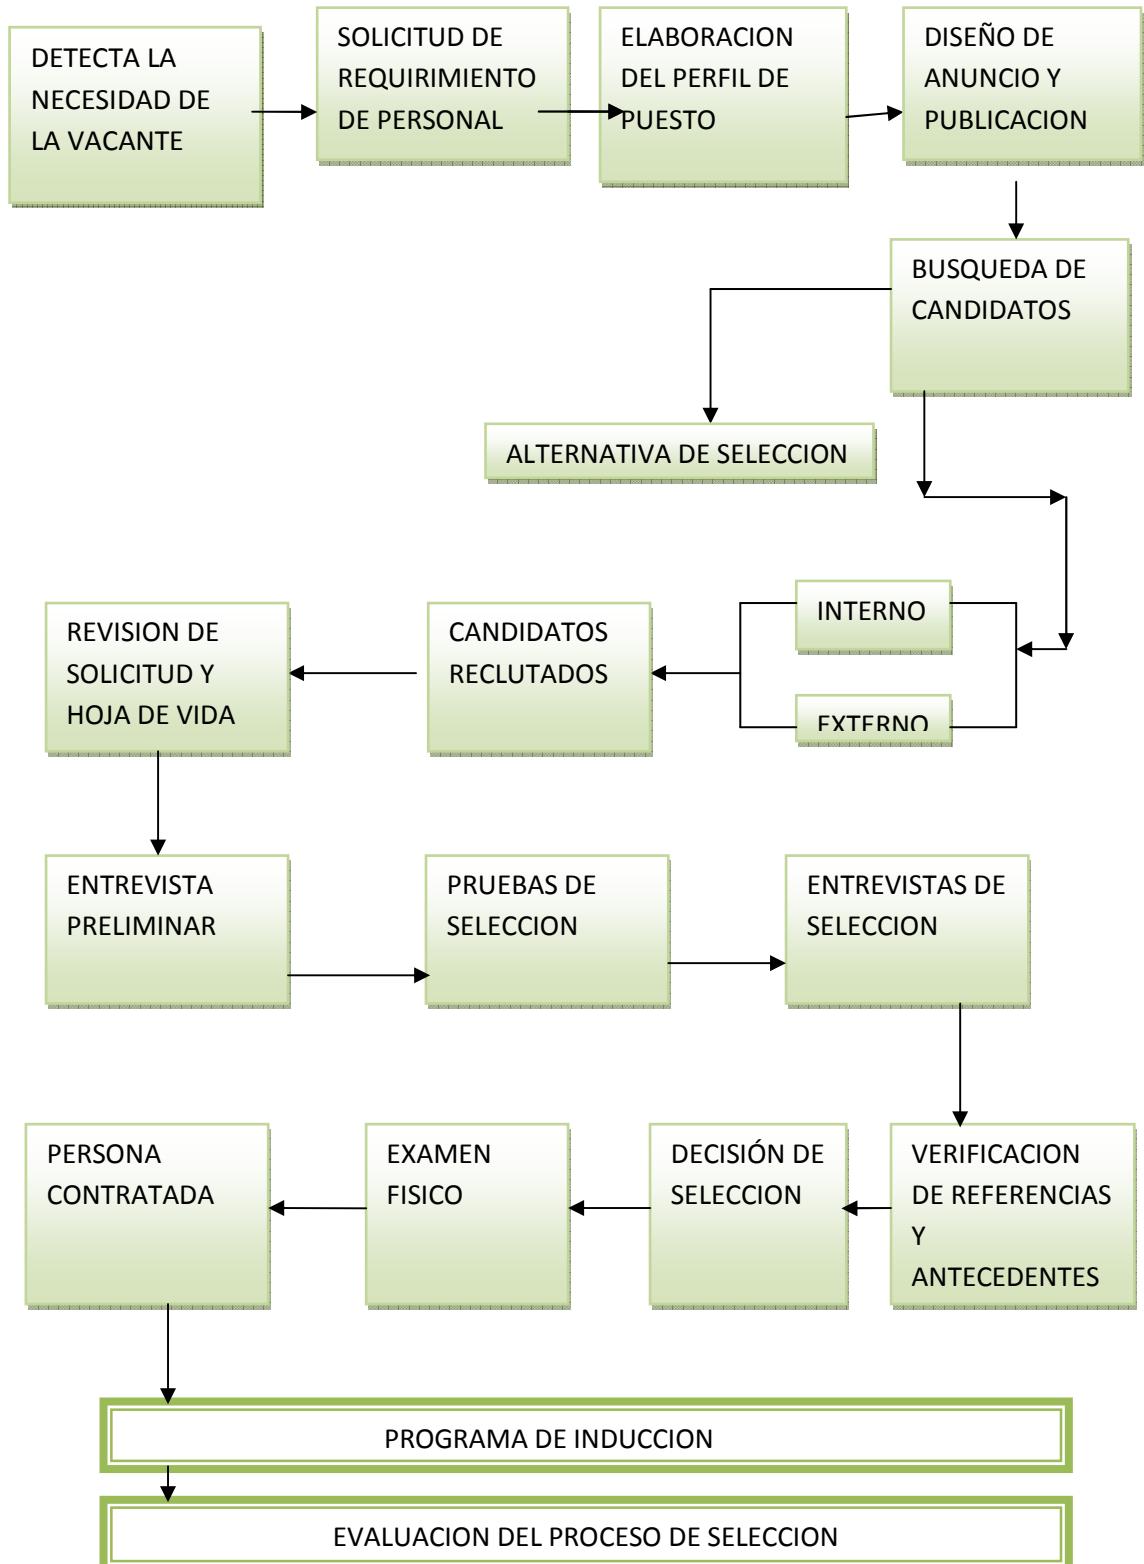 DETECTA LA
NECESIDAD DE
LA VACANTE
SOLICITUD DE
REQUIRIMIENTO
DE PERSONAL
ELABORACION
DEL PERFIL DE
PUESTO
DISEÑO DE
ANUNCIO Y
PUBLICACION
BUSQUEDA DE
CANDIDATOS
ALTERNATIVA DE SELECCION
INTERNO
EXTERNO
CANDIDATOS
RECLUTADOS
REVISION DE
SOLICITUD Y
HOJA DE VIDA
ENTREVISTA
PRELIMINAR
PRUEBAS DE
SELECCION
ENTREVISTAS DE
SELECCION
VERIFICACION
DE REFERENCIAS
Y
ANTECEDENTES
DECISIÓN DE
SELECCION
EXAMEN
FISICO
PERSONA
CONTRATADA
PROGRAMA DE INDUCCION
EVALUACION DEL PROCESO DE SELECCION